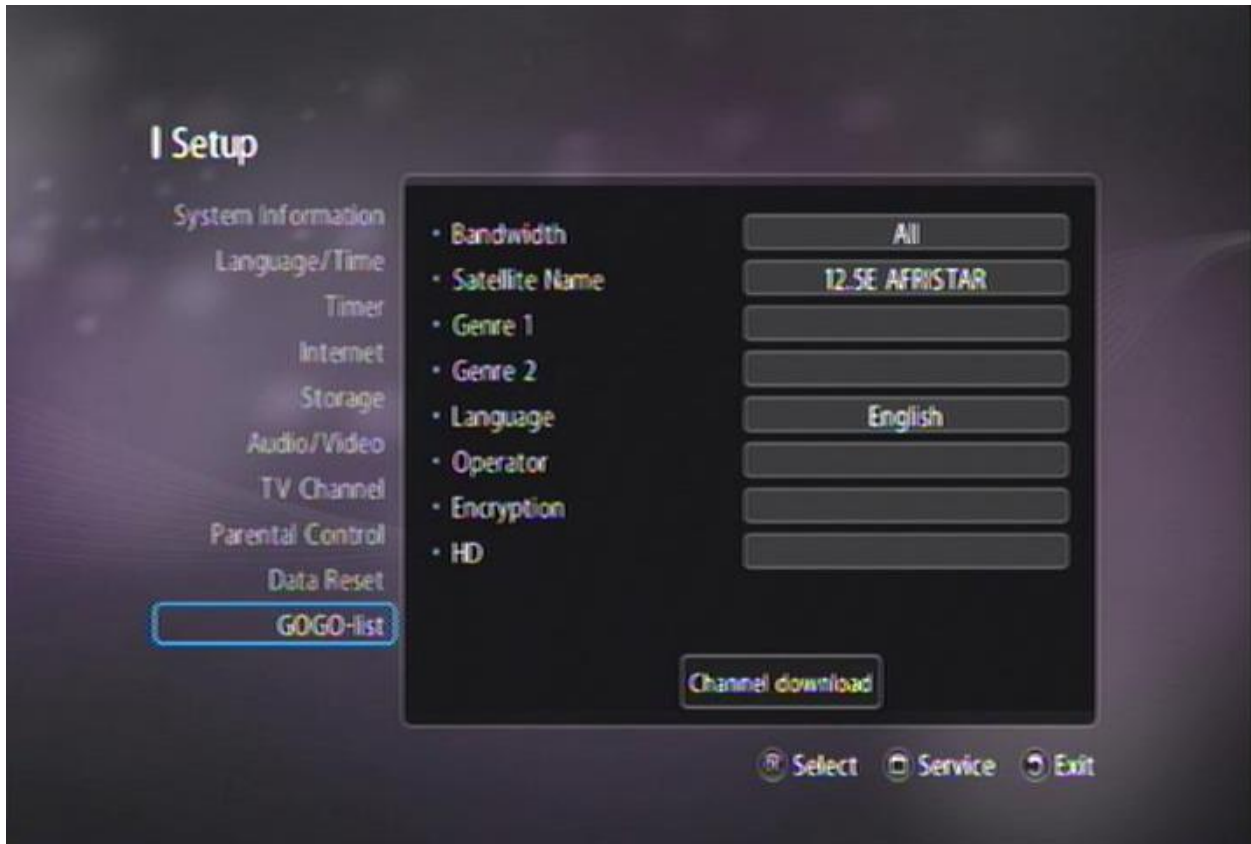 Setup
System Information
Language/Time
Timer
Internet
Storage
Audio/Video
TV Channel
Parental Control
Data Reset
GOGO-list
Bandwidth All
Satellite Name 12.5E AFRISTAR
Genre 1
Genre 2
Language English
Operator
Encryption
HD
Channel download
Select Service Exit